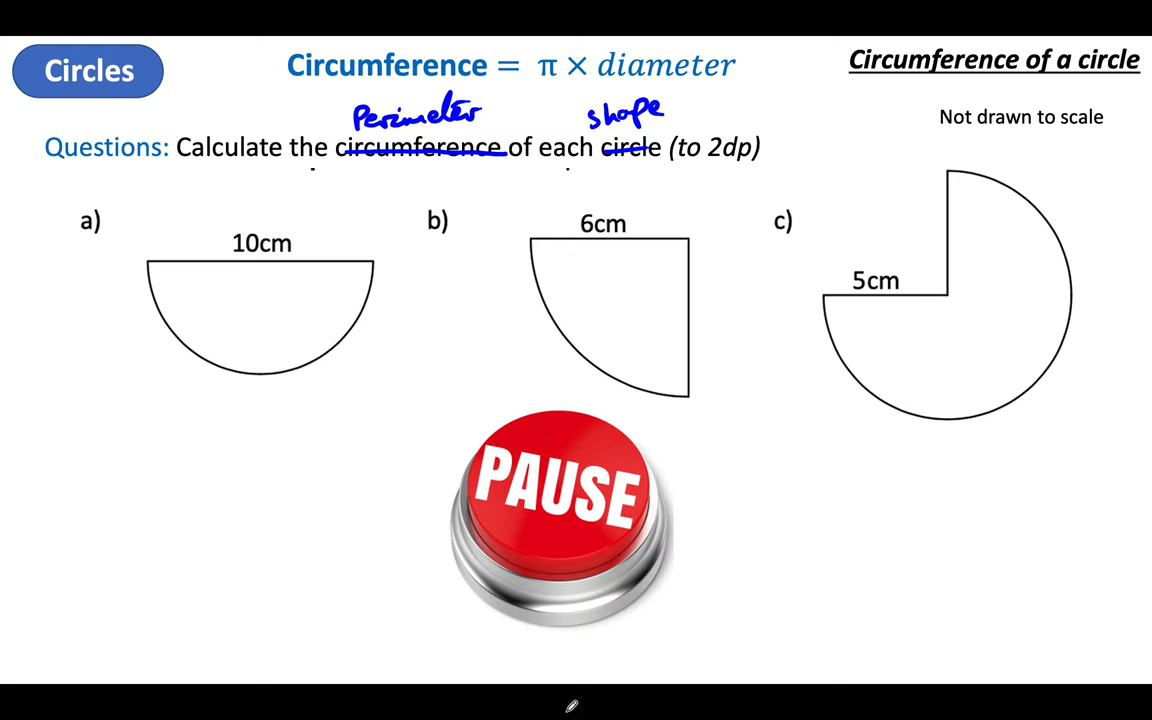 Circles
Circumference = π × diameter
Circumference of a circle
Perimeter shape
Not drawn to scale
Questions: Calculate the circumference of each circle (to 2dp)
a)
10cm
b)
6cm
c)
5cm
PAUSE